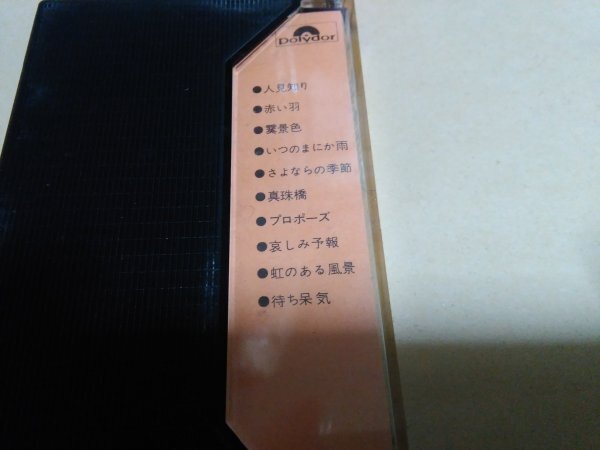 Polydor
●人見知り
●赤い羽
●景色
●いつのまにか雨
●さよならの季節
●真珠橋
●プロポーズ
●哀しみ予報
●虹のある風景
●待ち呆気